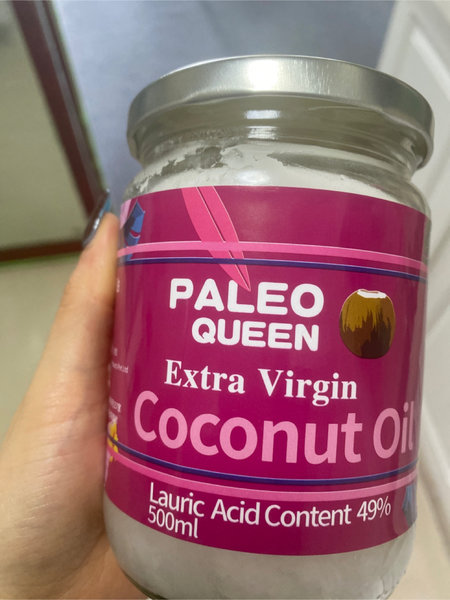 PALEO
QUEEN
Extra Virgin
Coconut Oil
Lauric Acid Content 49%
500ml